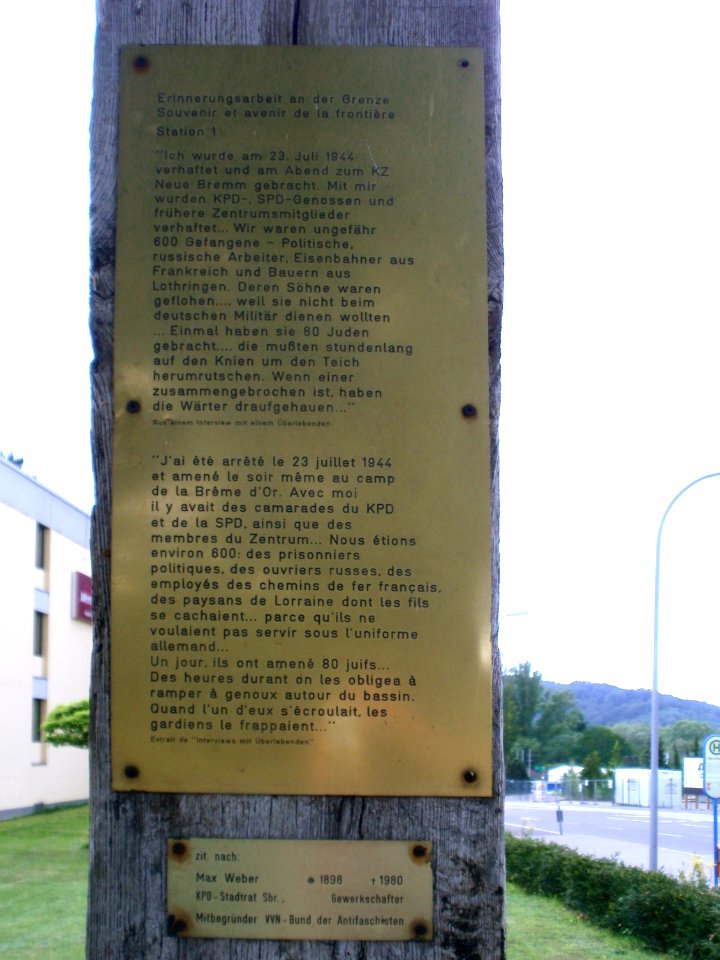 Erinnerungsarbeit an der Grenze
Souvenir et avenir de la frontière
Station 1
"Ich wurde am 23. Juli 1944
verhaftet und am Abend zum KZ
Neue Bremm gebracht. Mit mir
wurden KPD-, SPD-Genossen und
frühere Zentrumsmitglieder
verhaftet... Wir waren ungefähr
600 Gefangene - Politische,
russische Arbeiter, Eisenbahner aus
Frankreich und Bauern aus
Lothringen. Deren Söhne waren
geflohen..., weil sie nicht beim
deutschen Militär dienen wollten
... Einmal haben sie 80 Juden
gebracht..., die mußten stundenlang
auf den Knien um den Teich
herumrutschen. Wenn einer
zusammengebrochen ist, haben
die Wärter draufgehauen..."
Aus einem Interview mit einem Überlebenden
"J'ai été arrêté le 23 juillet 1944
et amené le soir même au camp
de la Brême d'Or. Avec moi
il y avait des camarades du KPD
et de la SPD, ainsi que des
membres du Zentrum... Nous étions
environ 600: des prisonniers
politiques, des ouvriers russes, des
employés des chemins de fer français,
des paysans de Lorraine dont les fils
se cachaient... parce qu'ils ne
voulaient pas servir sous l'uniforme
allemand...
Un jour, ils ont amené 80 juifs...
Des heures durant on les obligea à
ramper à genoux autour du bassin.
Quand l'un d'eux s'écroulait, les
gardiens le frappaient..."
Extrait de "Interviews mit Überlebenden"
zit. nach:
Max Weber * 1898 + 1980
KPD-Stadtrat Sbr., Gewerkschafter
Mitbegründer VVN-Bund der Antifaschisten
H